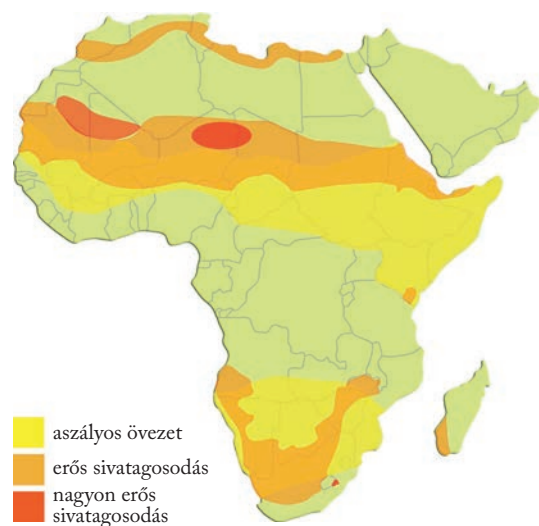 aszályos övezet
erős sivatagosodás
nagyon erős
sivatagosodás